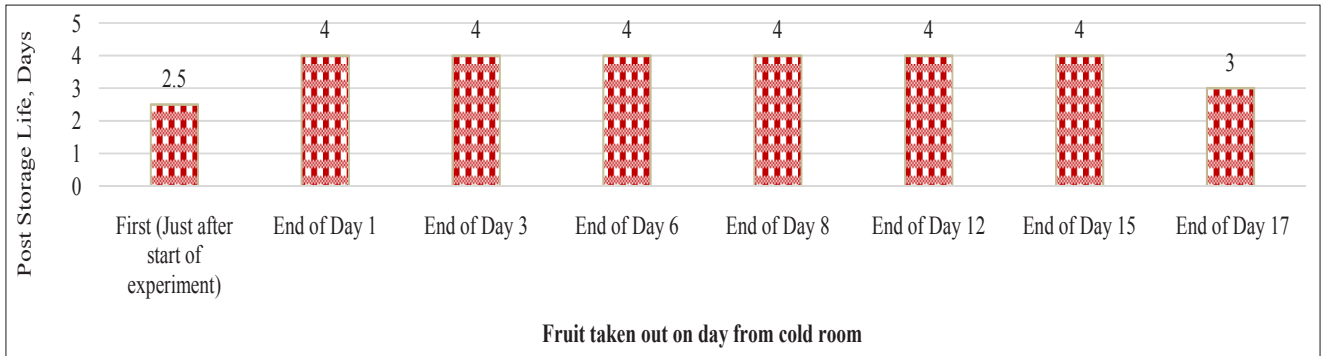 Post Storage Life, Days
5
4
3
2
1
0
2.5
4
4
4
4
4
4
3
First (Just after
start of
experiment)
End of Day 1
End of Day 3
End of Day 6
End of Day 8
End of Day 12
End of Day 15
End of Day 17
Fruit taken out on day from cold room